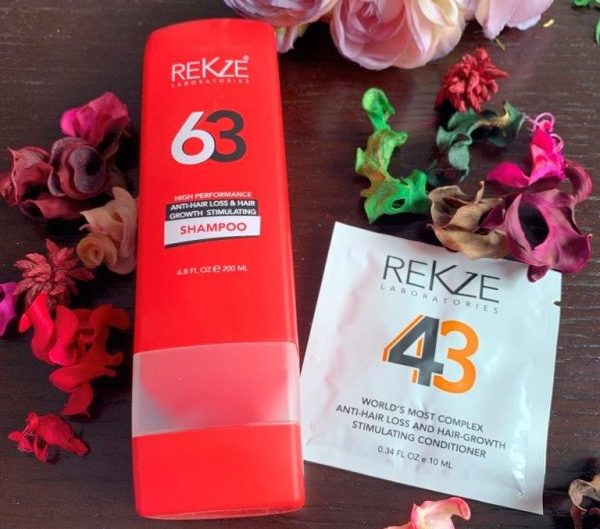 REKZE®
LABORATORIES
63
HIGH PERFORMANCE
ANTI-HAIR LOSS & HAIR
GROWTH STIMULATING
SHAMPOO
6.8 FL OZ e 200 ML
REKZE
LABORATORIES
43
WORLD'S MOST COMPLEX
ANTI-HAIR LOSS AND HAIR-GROWTH
STIMULATING CONDITIONER
0.34 FL OZ e 10 ML